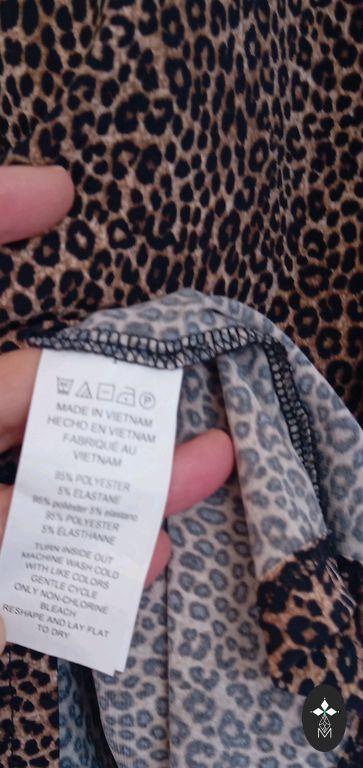 MADE IN VIETNAM
HECHO EN VIETNAM
FABRIQUÉ AU
VIETNAM
95% POLYESTER
5% ELASTANE
95% poliéster 5% elastano
95% POLYESTER
5% ÉLASTHANNE
TURN INSIDE OUT
MACHINE WASH COLD
WITH LIKE COLORS
GENTLE CYCLE
ONLY NON-CHLORINE
BLEACH
RESHAPE AND LAY FLAT
TO DRY
M